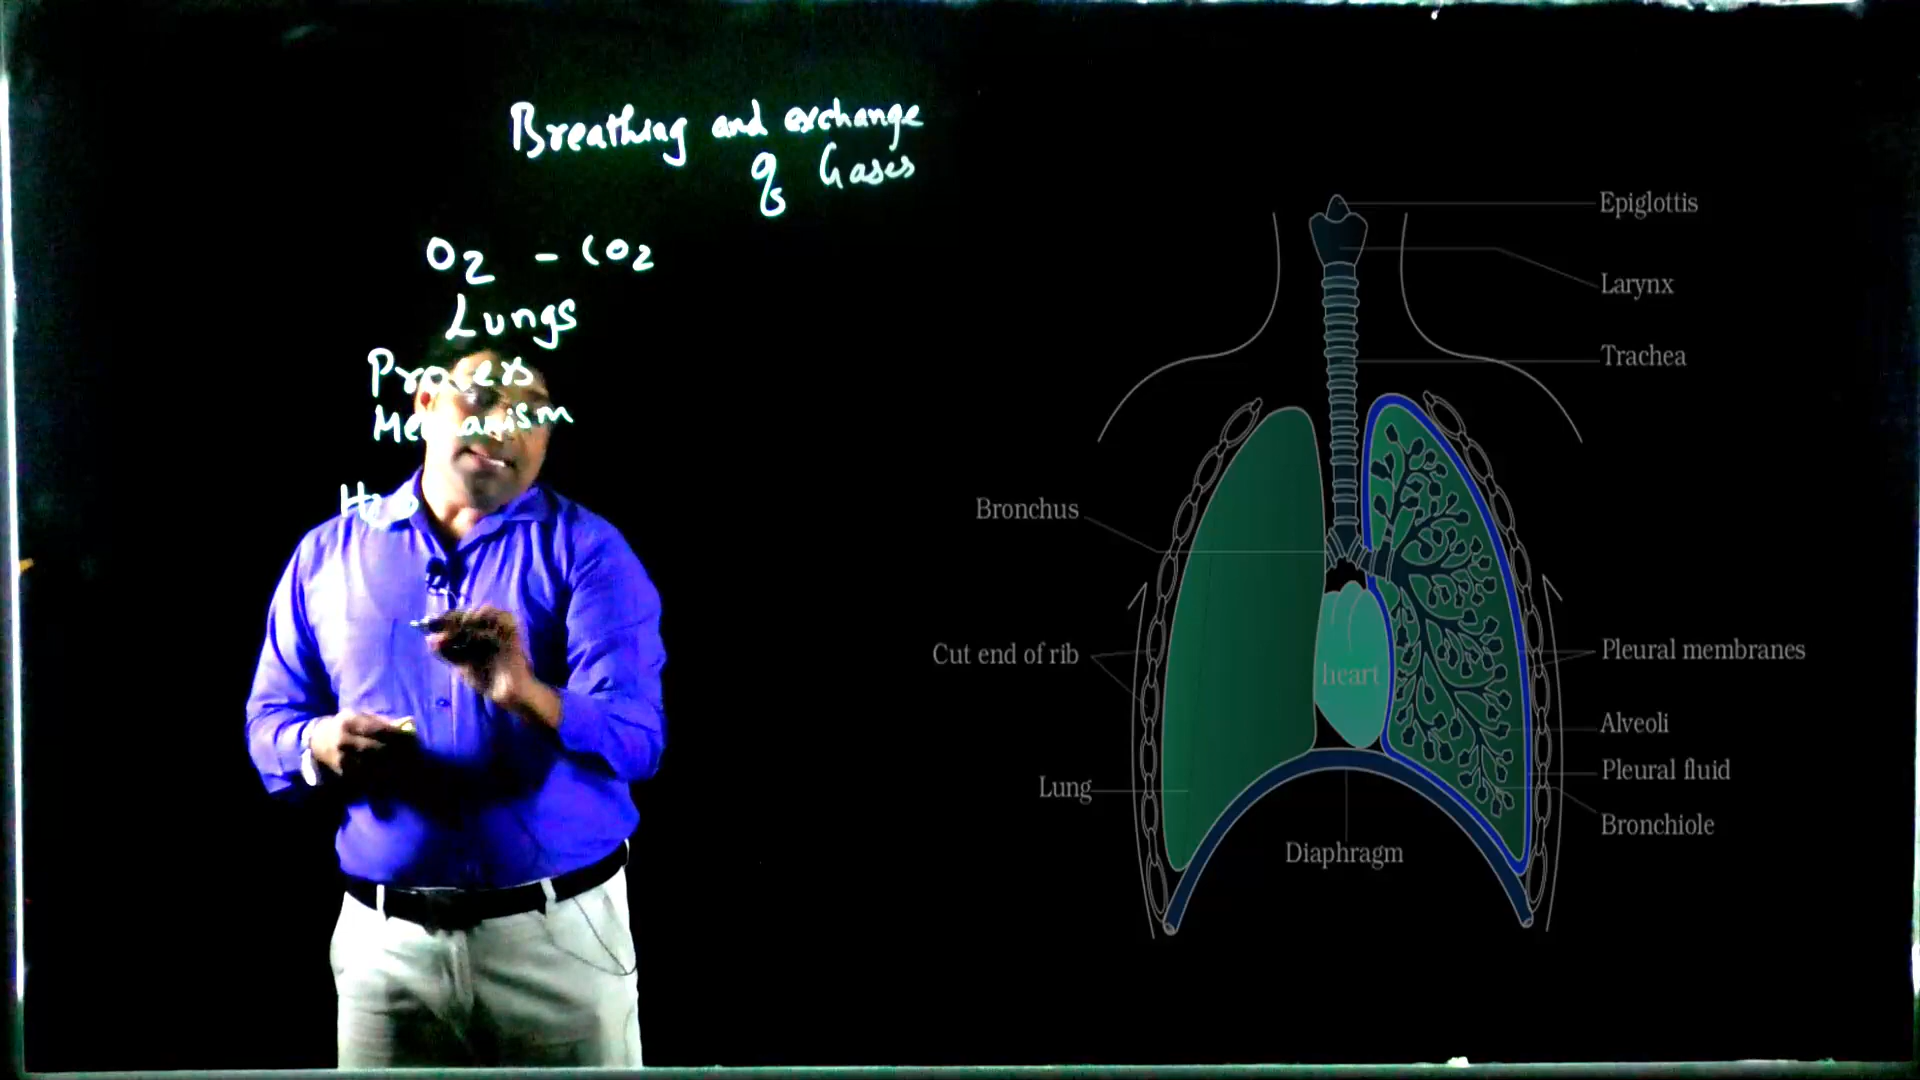 Breathing and exchange
of Gases
O2 - CO2
Lungs
Process
Mechanism
H2O
Epiglottis
Larynx
Trachea
Bronchus
Cut end of rib
heart
Pleural membranes
Alveoli
Pleural fluid
Lung
Bronchiole
Diaphragm